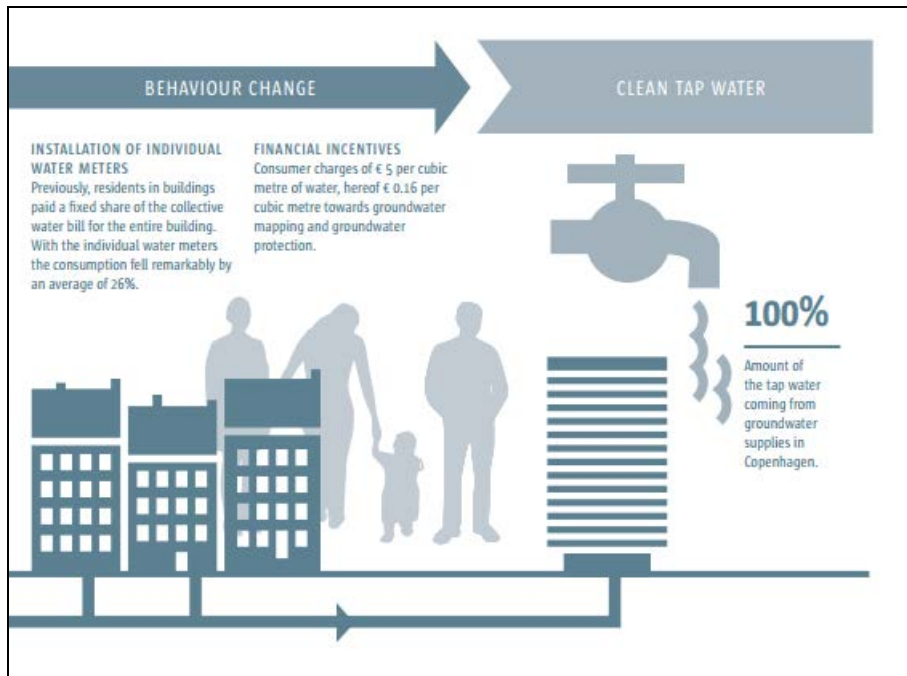 BEHAVIOUR CHANGE
CLEAN TAP WATER
INSTALLATION OF INDIVIDUAL
WATER METERS
Previously, residents in buildings
paid a fixed share of the collective
water bill for the entire building.
With the individual water meters
the consumption fell remarkably by
an average of 26%.
FINANCIAL INCENTIVES
Consumer charges of € 5 per cubic
metre of water, hereof € 0.16 per
cubic metre towards groundwater
mapping and groundwater
protection.
100%
Amount of
the tap water
coming from
groundwater
supplies in
Copenhagen.